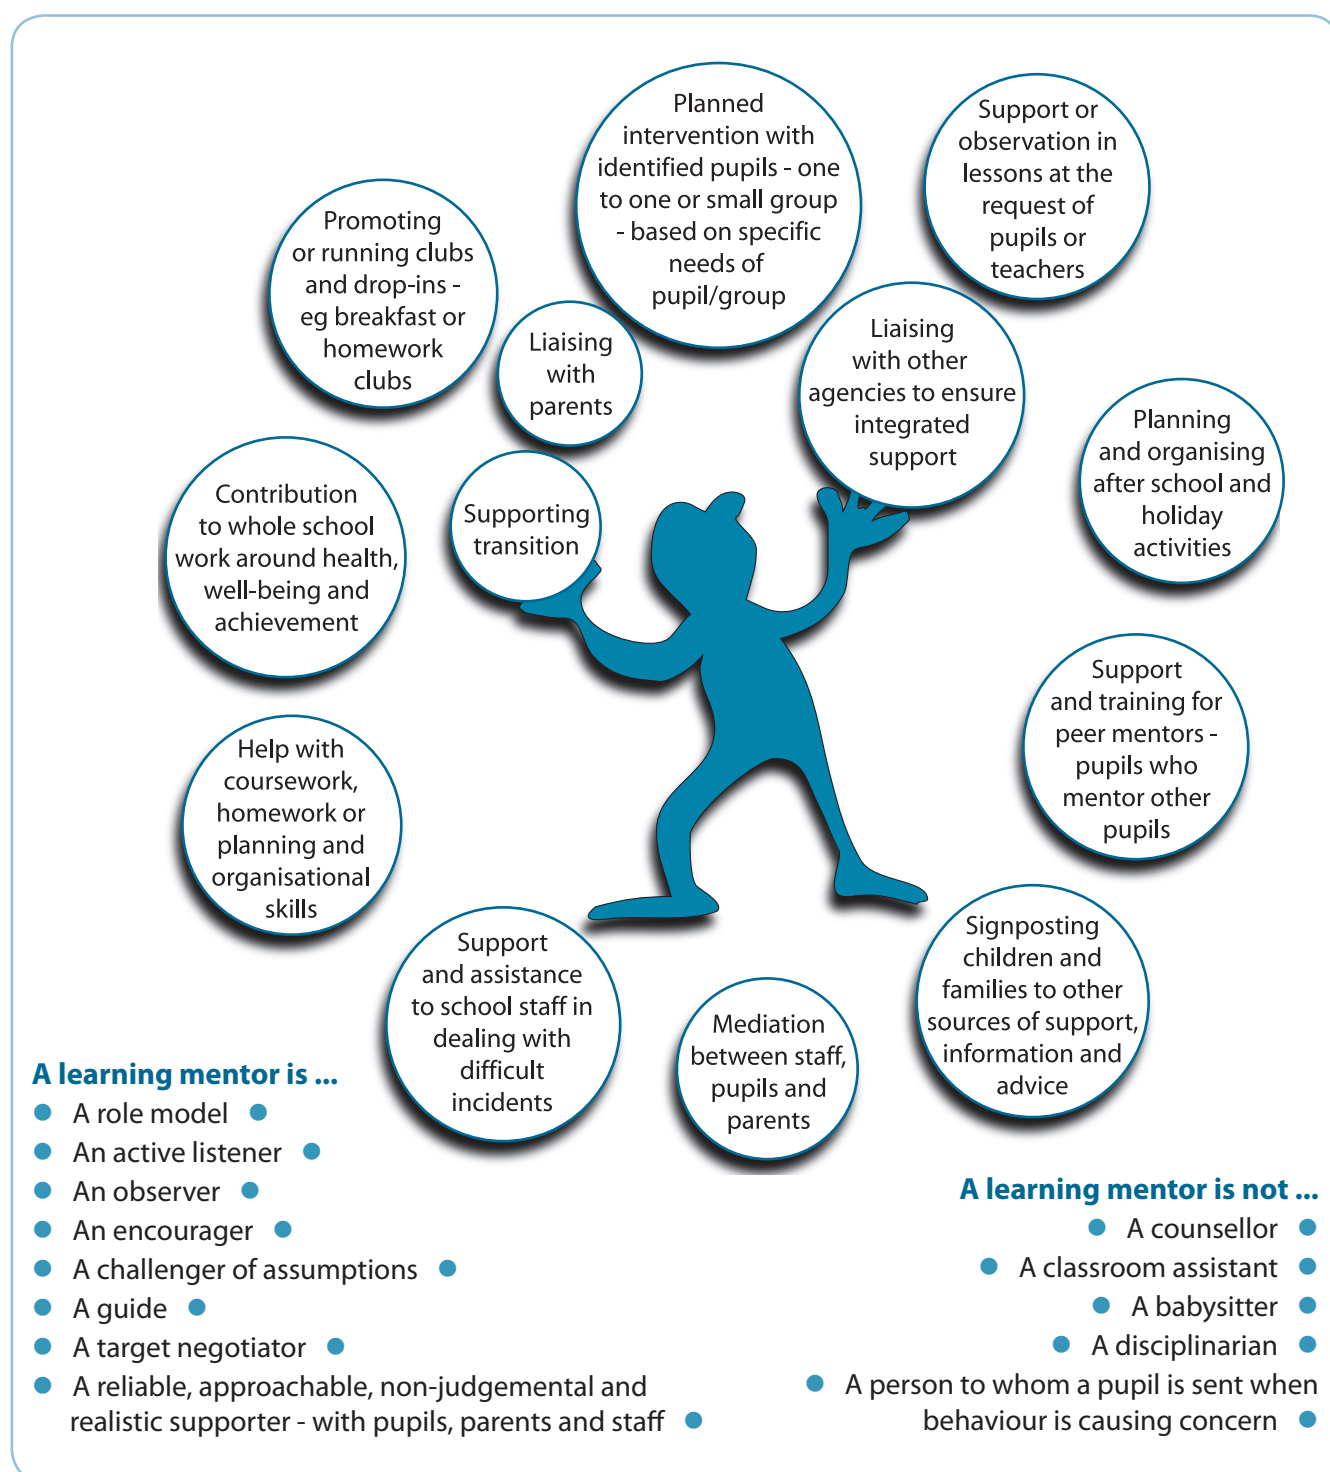 Planned
intervention with
identified pupils - one
to one or small group
- based on specific
needs of
pupil/group
Support or
observation in
lessons at the
request of
pupils or
teachers
Promoting
or running clubs
and drop-ins -
eg breakfast or
homework
clubs
Liaising
with
parents
Liaising
with other
agencies to ensure
integrated
support
Planning
and organising
after school and
holiday
activities
Contribution
to whole school
work around health,
well-being and
achievement
Supporting
transition
Support
and training for
peer mentors -
pupils who
mentor other
pupils
Help with
coursework,
homework or
planning and
organisational
skills
Support
and assistance
to school staff in
dealing with
difficult
incidents
Mediation
between staff,
pupils and
parents
Signposting
children and
families to other
sources of support,
information and
advice
A learning mentor is ...
● A role model ●
● An active listener ●
● An observer ●
● An encourager ●
● A challenger of assumptions ●
● A guide ●
● A target negotiator ●
● A reliable, approachable, non-judgemental and
realistic supporter - with pupils, parents and staff ●
A learning mentor is not ...
● A counsellor ●
● A classroom assistant ●
● A babysitter ●
● A disciplinarian ●
● A person to whom a pupil is sent when
behaviour is causing concern ●